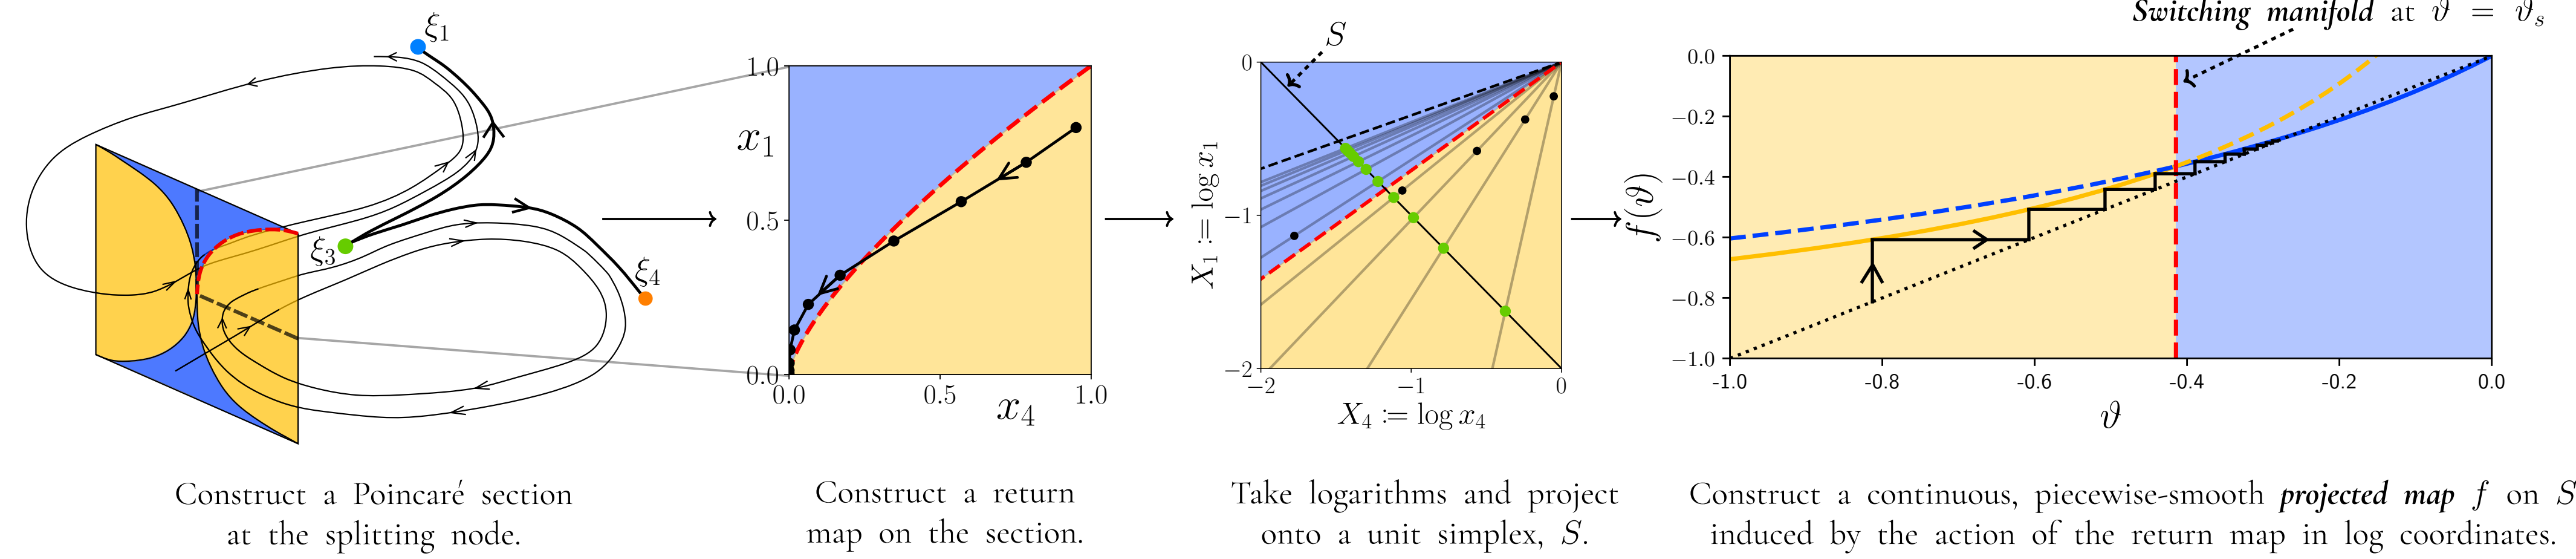 ξ₁
ξ₃
ξ₄
Construct a Poincaré section
at the splitting node.
1.0
x₁
0.5
0.0
0.0 0.5 1.0
x₄
Construct a return
map on the section.
S
0
X₁ := log x₁
−1
−2
−2 −1 0
X₄ := log x₄
Take logarithms and project
onto a unit simplex, S.
Switching manifold at ϑ = ϑₛ
0.0
−0.2
−0.4
f(ϑ)
−0.6
−0.8
−1.0
-1.0 -0.8 -0.6 -0.4 -0.2 0.0
ϑ
Construct a continuous, piecewise-smooth projected map f on S
induced by the action of the return map in log coordinates.